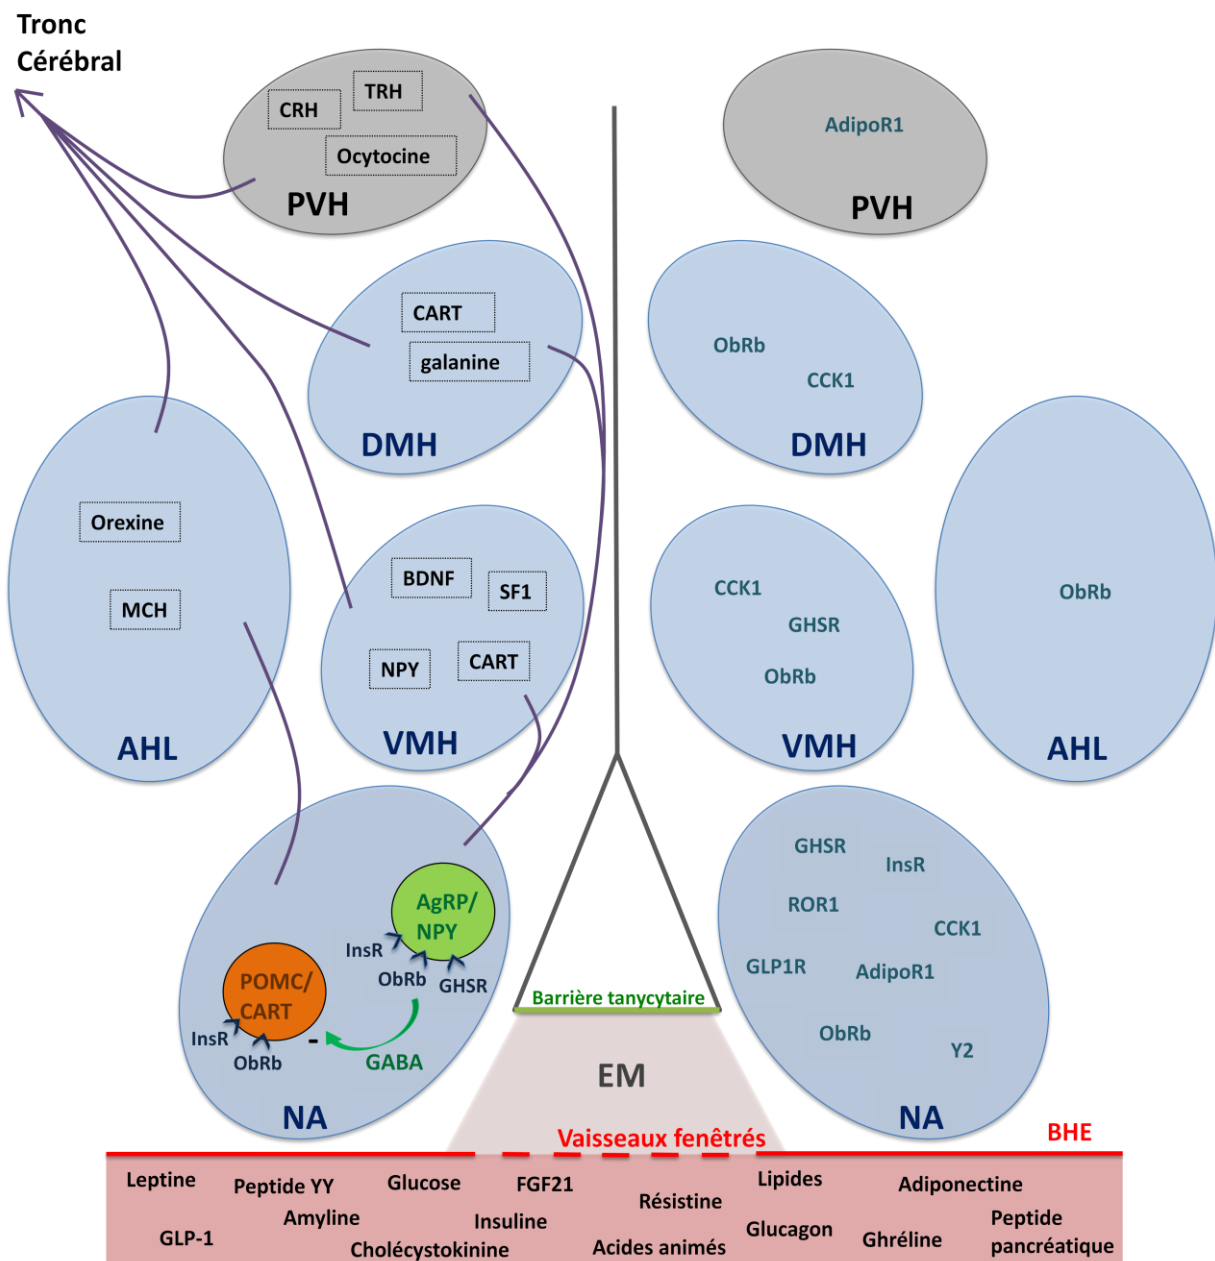 Tronc
Cérébral
CRH
TRH
Ocytocine
PVH
AdipoR1
PVH
CART
galanine
DMH
ObRb
CCK1
DMH
Orexine
MCH
AHL
BDNF
SF1
NPY
CART
VMH
CCK1
GHSR
ObRb
VMH
ObRb
AHL
AgRP/
NPY
InsR
ObRb
GHSR
POMC/
CART
InsR
ObRb
-
GABA
NA
Barrière tanycytaire
EM
Vaisseaux fenêtrés
GHSR
InsR
ROR1
CCK1
GLP1R
AdipoR1
ObRb
Y2
NA
BHE
Leptine
Peptide YY
Glucose
FGF21
Résistine
Lipides
Adiponectine
GLP-1
Amyline
Cholécystokinine
Insuline
Acides animés
Glucagon
Ghréline
Peptide
pancréatique